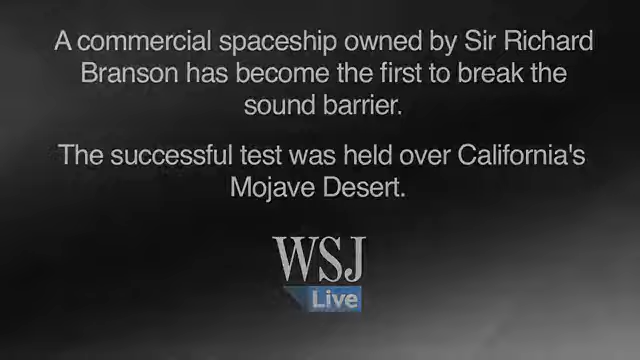 A commercial spaceship owned by Sir Richard
Branson has become the first to break the
sound barrier.
The successful test was held over California's
Mojave Desert.
WSJ
Live